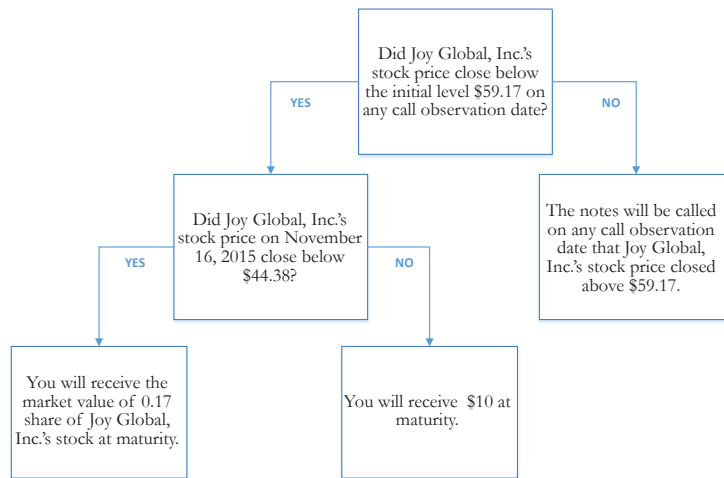 Did Joy Global, Inc.'s
stock price close below
the initial level $59.17 on
any call observation date?
YES
NO
Did Joy Global, Inc.'s
stock price on November
16, 2015 close below
$44.38?
The notes will be called
on any call observation
date that Joy Global,
Inc.'s stock price closed
above $59.17.
YES
NO
You will receive the
market value of 0.17
share of Joy Global,
Inc.'s stock at maturity.
You will receive $10 at
maturity.